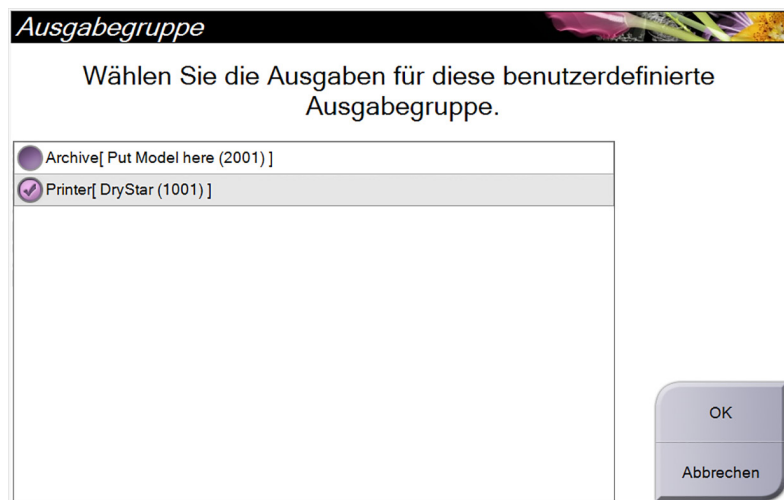 Ausgabegruppe
Wählen Sie die Ausgaben für diese benutzerdefinierte
Ausgabegruppe.
Archive[ Put Model here (2001) ]
Printer[ DryStar (1001) ]
OK
Abbrechen